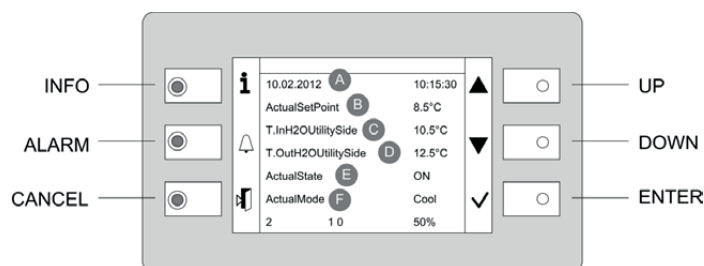 INFO
ALARM
CANCEL
10.02.2012 A 10:15:30
ActualSetPoint B 8.5°C
T.InH2OUtilitySide C 10.5°C
T.OutH2OUtilitySide D 12.5°C
ActualState E ON
ActualMode F Cool
2 1 0 50%
UP
DOWN
ENTER